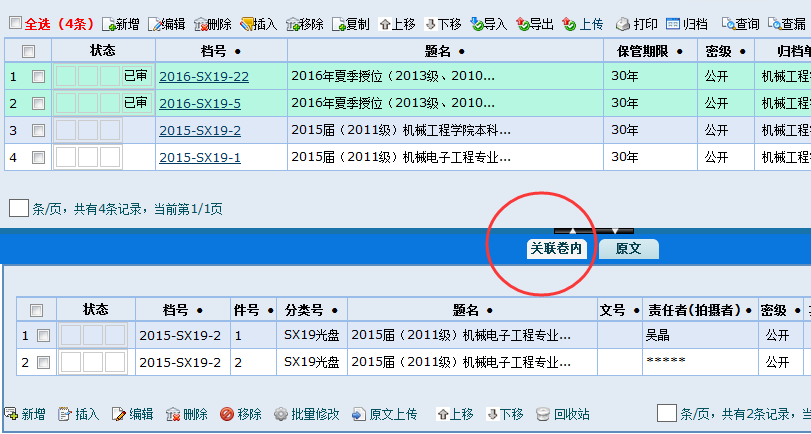 全选（4条） 新增 编辑 删除 插入 移除 复制 上移 下移 导入 导出 上传 打印 归档 查询 查漏
状态 档号 ● 题名 ● 保管期限 ● 密级 ● 归档单
1 已审 2016-SX19-22 2016年夏季授位（2013级、2010... 30年 公开 机械工程学
2 已审 2016-SX19-5 2016年夏季授位（2013级、2010... 30年 公开 机械工程
3 2015-SX19-2 2015届（2011级）机械工程学院本科... 30年 公开 机械工程
4 2015-SX19-1 2015届（2011级）机械电子工程专业... 30年 公开 机械工程
条/页，共有4条记录，当前第1/1页
关联卷内 原文
状态 档号 ● 件号 ● 分类号 ● 题名 ● 文号 ● 责任者(拍摄者) ● 密级 ●
1 2015-SX19-2 1 SX19光盘 2015届（2011级）机械电子工程专业... 吴晶 公开
2 2015-SX19-2 2 SX19光盘 2015届（2011级）机械电子工程专业... ***** 公开
新增 插入 编辑 删除 移除 批量修改 原文上传 上移 下移 回收站 条/页，共有2条记录，当